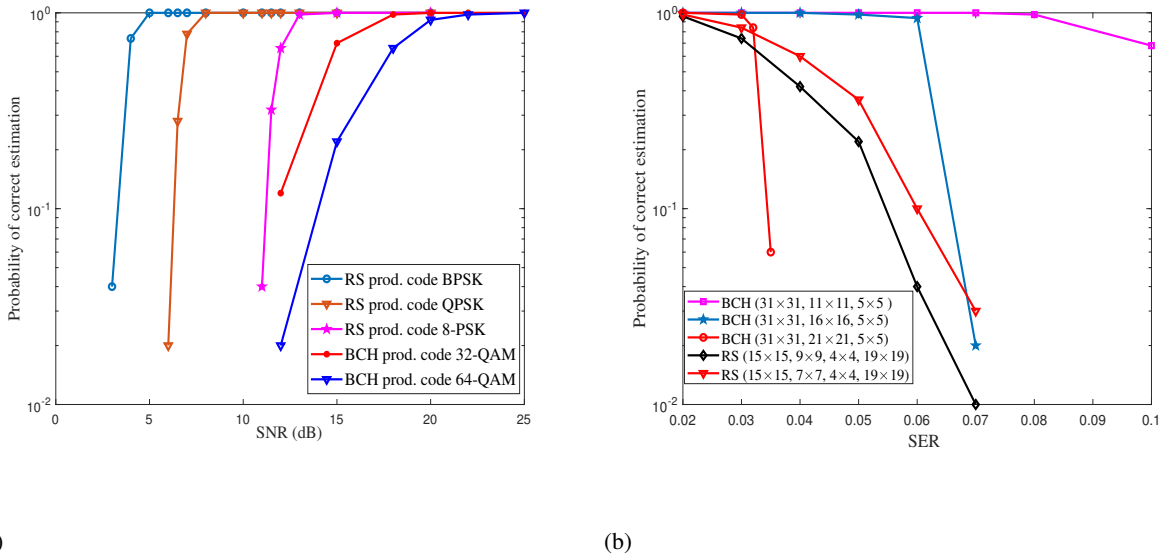 10^0
10^-1
10^-2
Probability of correct estimation
0 5 10 15 20 25
SNR (dB)
RS prod. code BPSK
RS prod. code QPSK
RS prod. code 8-PSK
BCH prod. code 32-QAM
BCH prod. code 64-QAM
)
10^0
10^-1
10^-2
Probability of correct estimation
0.02 0.03 0.04 0.05 0.06 0.07 0.08 0.09 0.1
SER
BCH (31×31, 11×11, 5×5 )
BCH (31×31, 16×16, 5×5)
BCH (31×31, 21×21, 5×5)
RS (15×15, 9×9, 4×4, 19×19)
RS (15×15, 7×7, 4×4, 19×19)
(b)